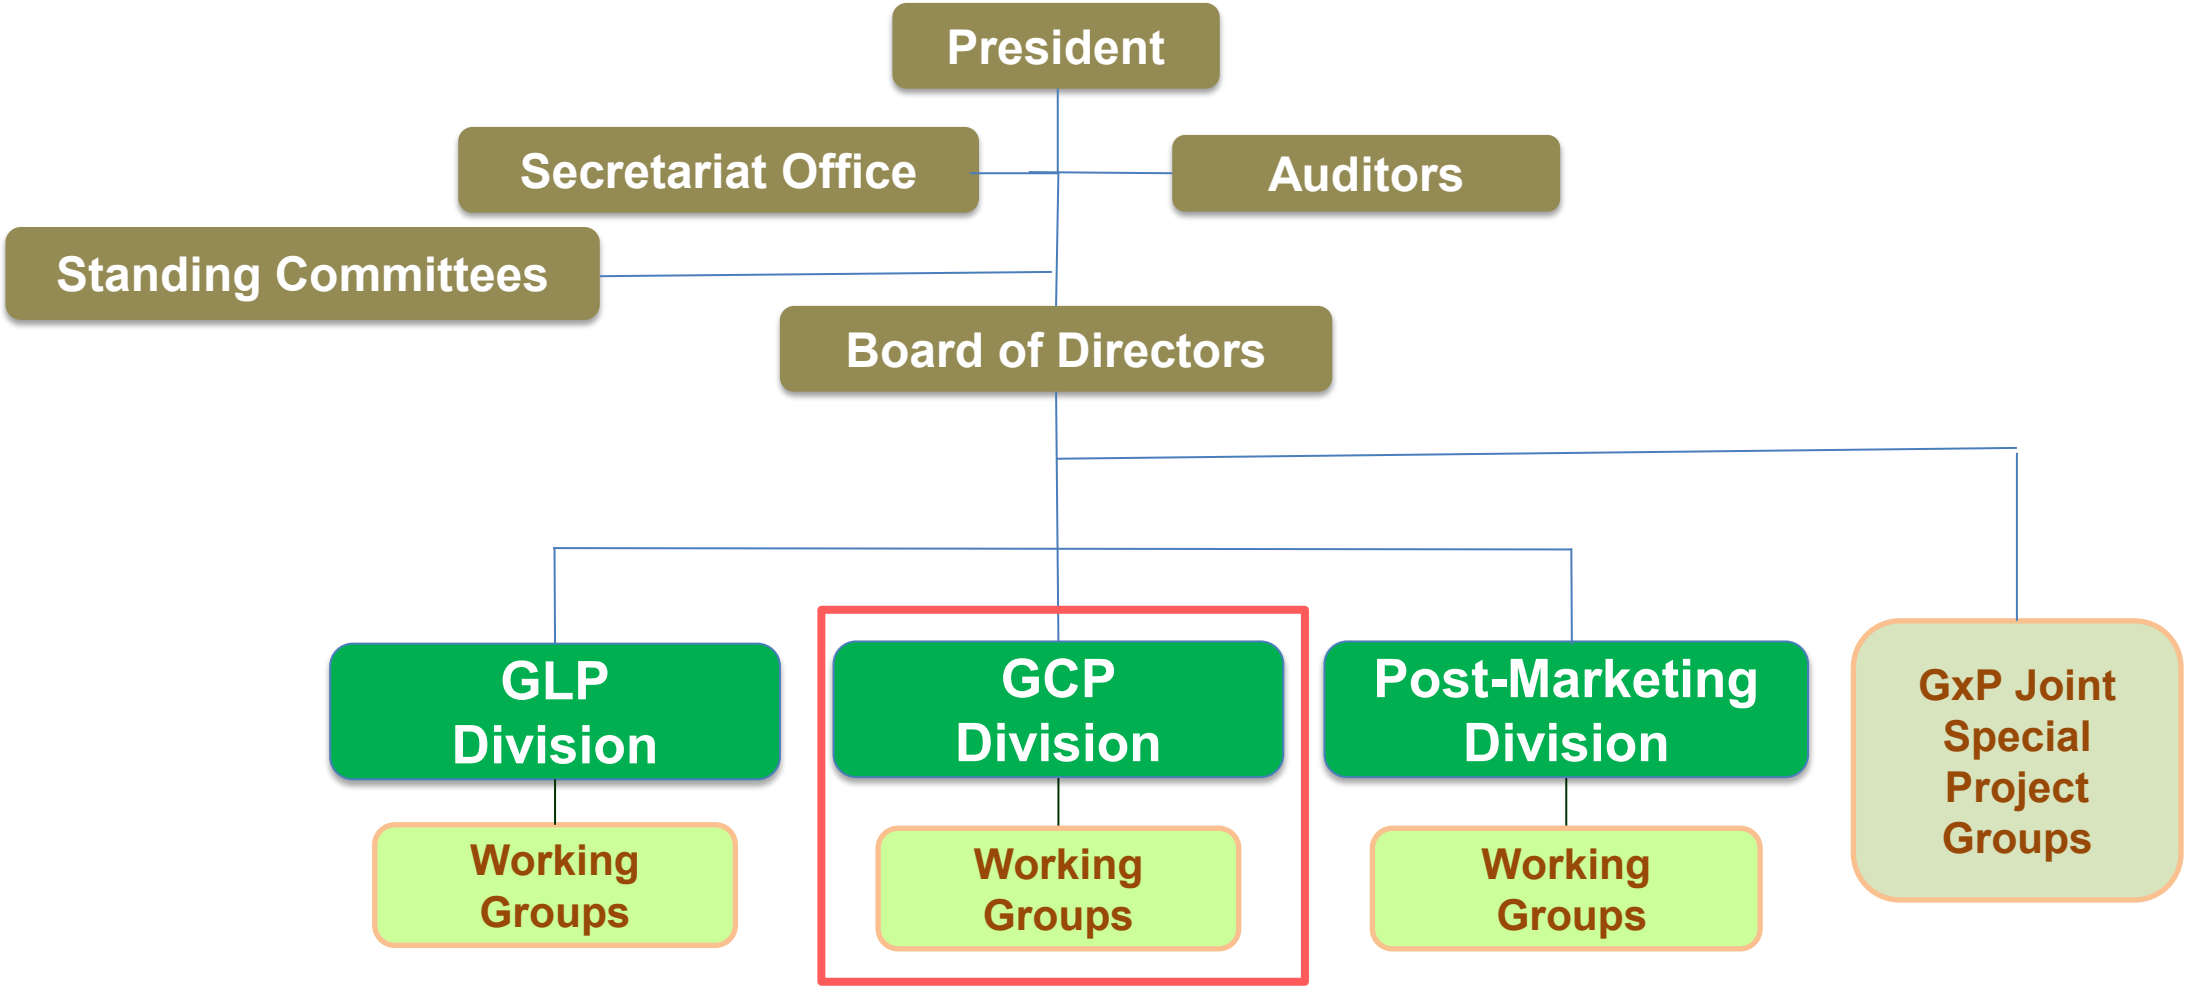 President
Secretariat Office
Auditors
Standing Committees
Board of Directors
GLP
Division
GCP
Division
Post-Marketing
Division
GxP Joint
Special
Project
Groups
Working
Groups
Working
Groups
Working
Groups